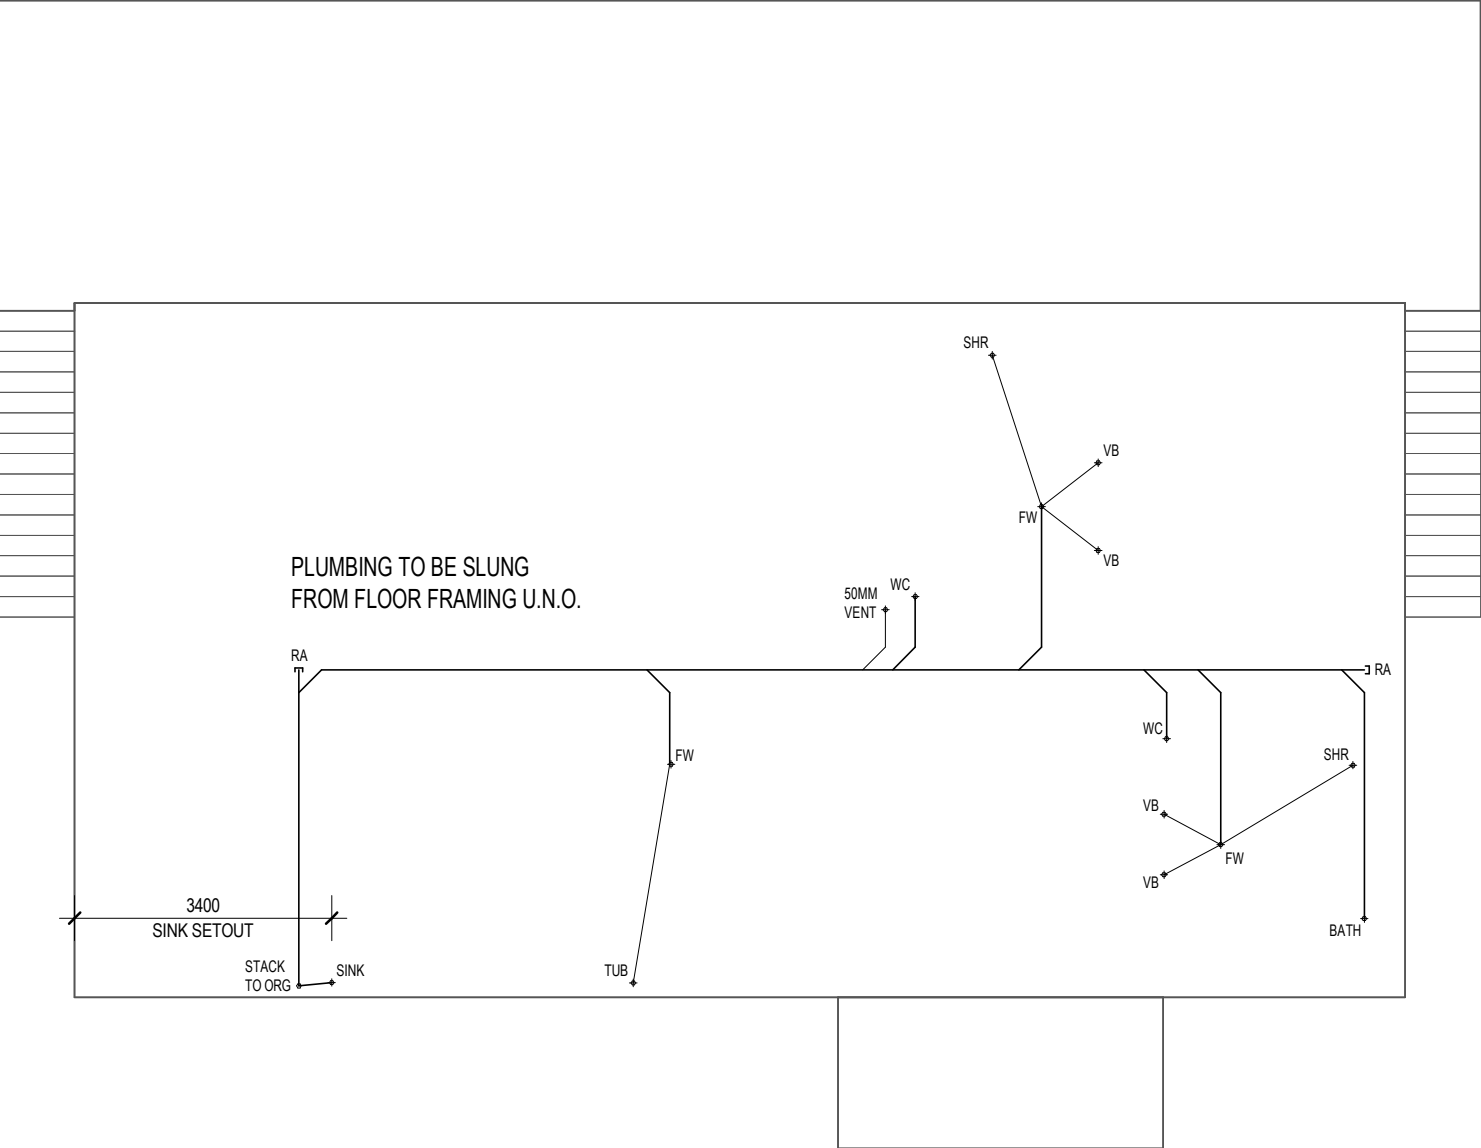 SHR
VB
FW
VB
PLUMBING TO BE SLUNG
FROM FLOOR FRAMING U.N.O.
50MM
VENT
WC
RA
RA
WC
FW
SHR
VB
FW
VB
3400
SINK SETOUT
BATH
STACK
TO ORG
SINK
TUB